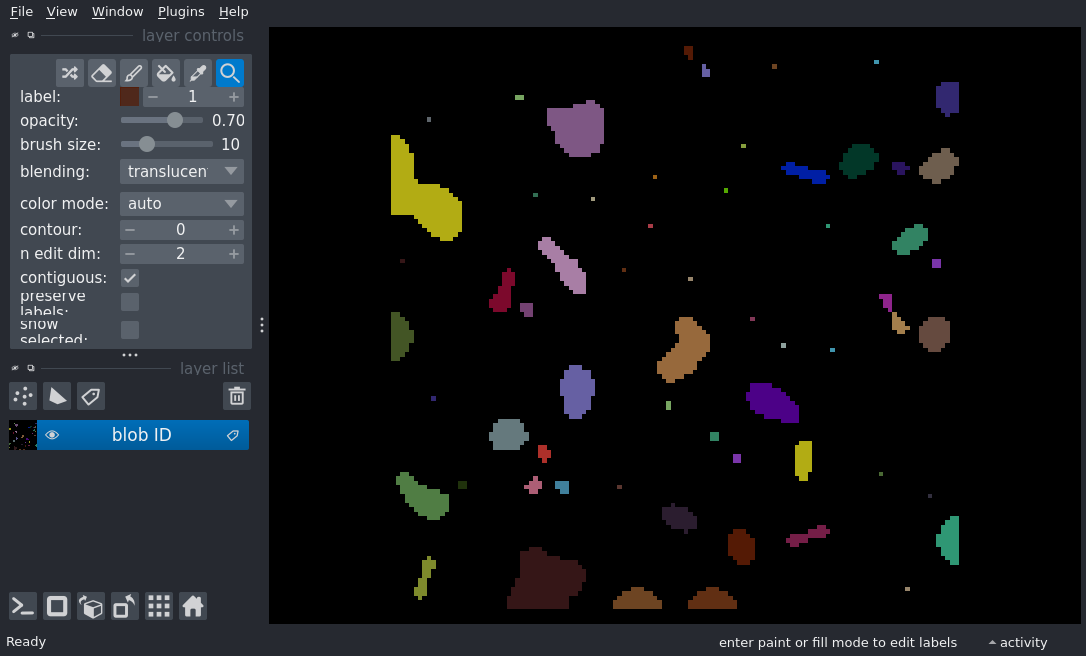 File View Window Plugins Help
layer controls
label: 1
opacity: 0.70
brush size: 10
blending: translucen
color mode: auto
contour: 0
n edit dim: 2
contiguous:
preserve
labels:
show
selected:
layer list
blob ID
Ready
enter paint or fill mode to edit labels
activity